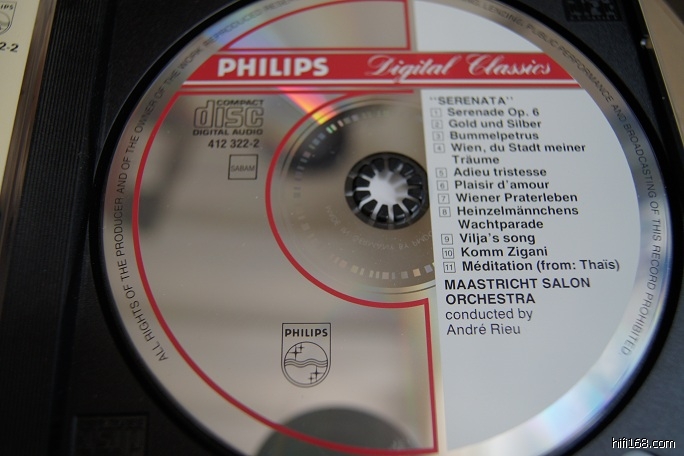 2-2
ALL RIGHTS OF THE PRODUCER AND OF THE OWNER OF THE WORK REPRODUCED RESERVED
LENDING PUBLIC PERFORMANCE AND BROADCASTING OF THIS RECORD PROHIBITED
PHILIPS Digital Classics
COMPACT
disc
DIGITAL AUDIO
412 322-2
SABAM
"SERENATA"
1 Serenade Op. 6
2 Gold und Silber
3 Bummelpetrus
4 Wien, du Stadt meiner
Träume
5 Adieu tristesse
6 Plaisir d'amour
7 Wiener Praterleben
8 Heinzelmännchens
Wachtparade
9 Vilja's song
10 Komm Zigani
11 Méditation (from: Thaïs)
MAASTRICHT SALON
ORCHESTRA
conducted by
André Rieu
PHILIPS
hifi168.com